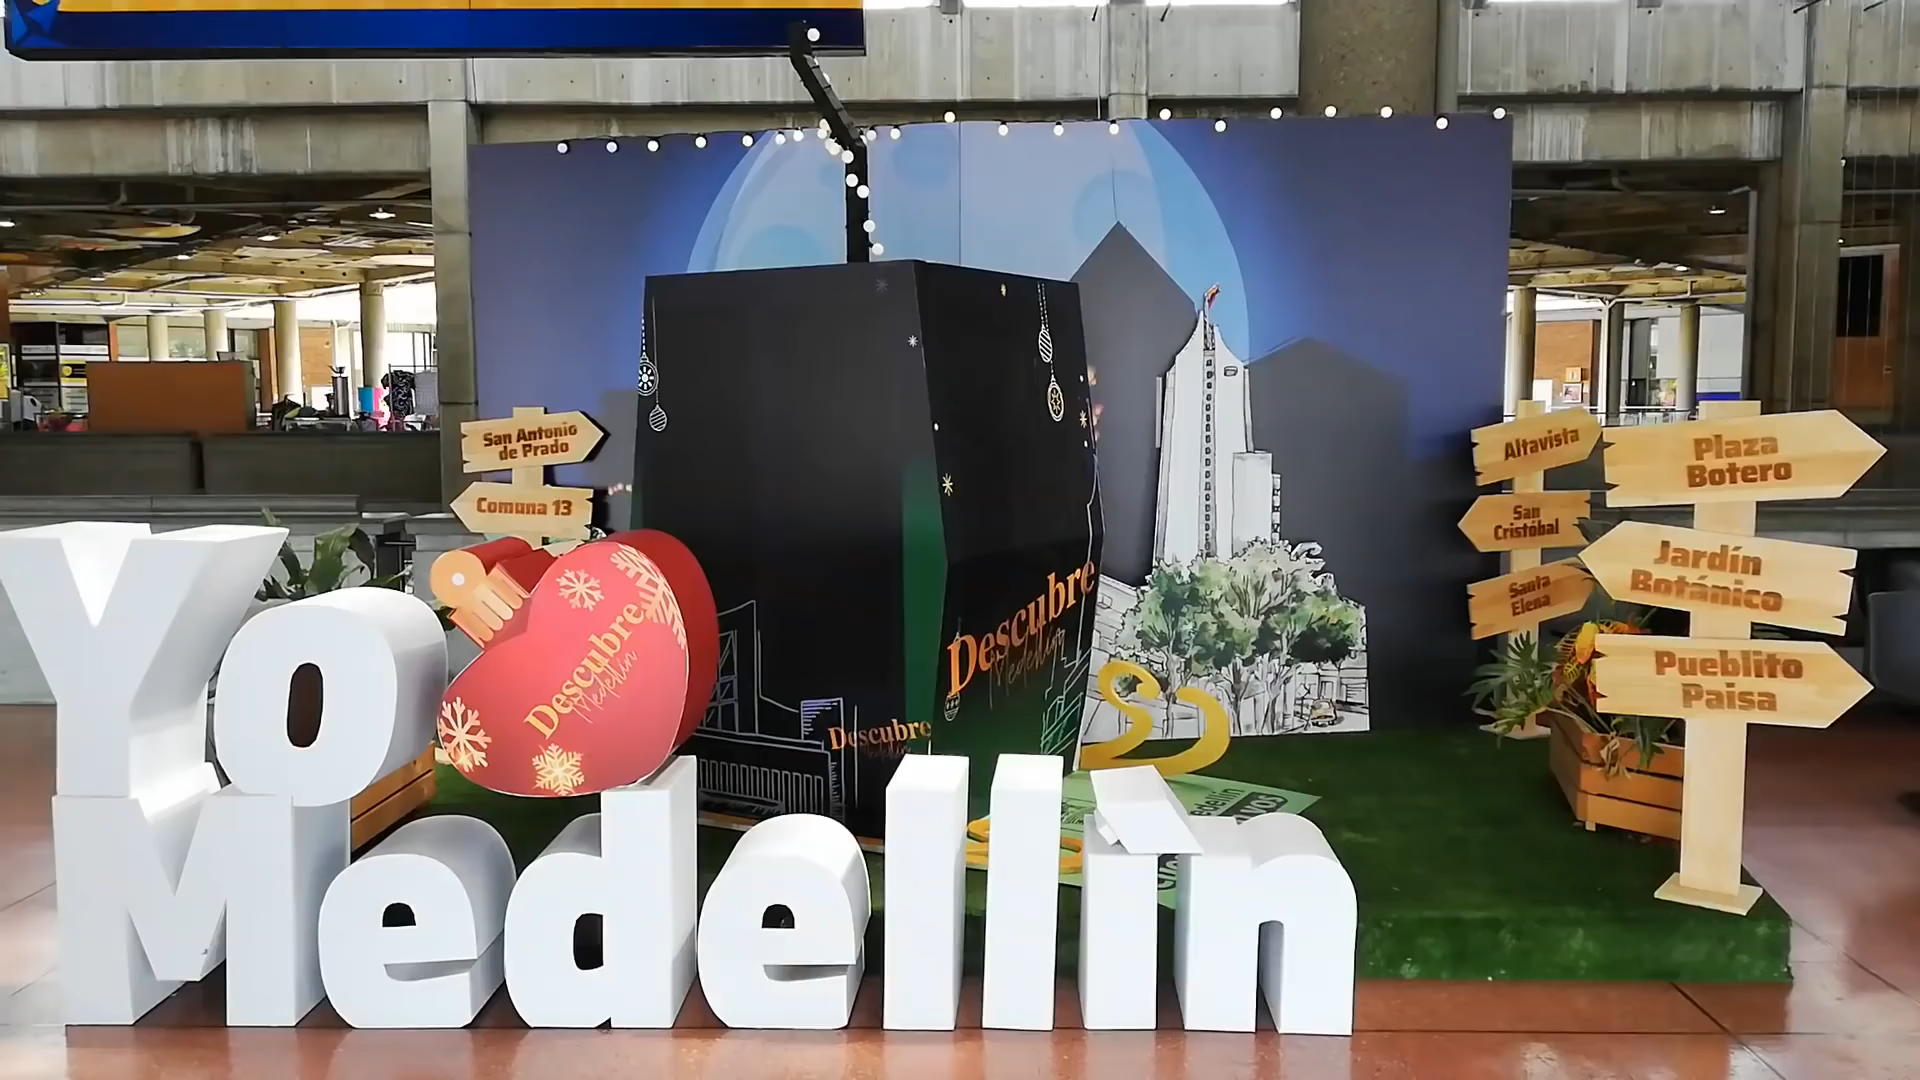 San Antonio
de Prado
Comuna 13
Altavista
San
Cristóbal
Santa
Elena
Plaza
Botero
Jardín
Botánico
Pueblito
Paisa
Descubre
Medellín
Descubre
Medellín
Descubre
Yo
Medellín